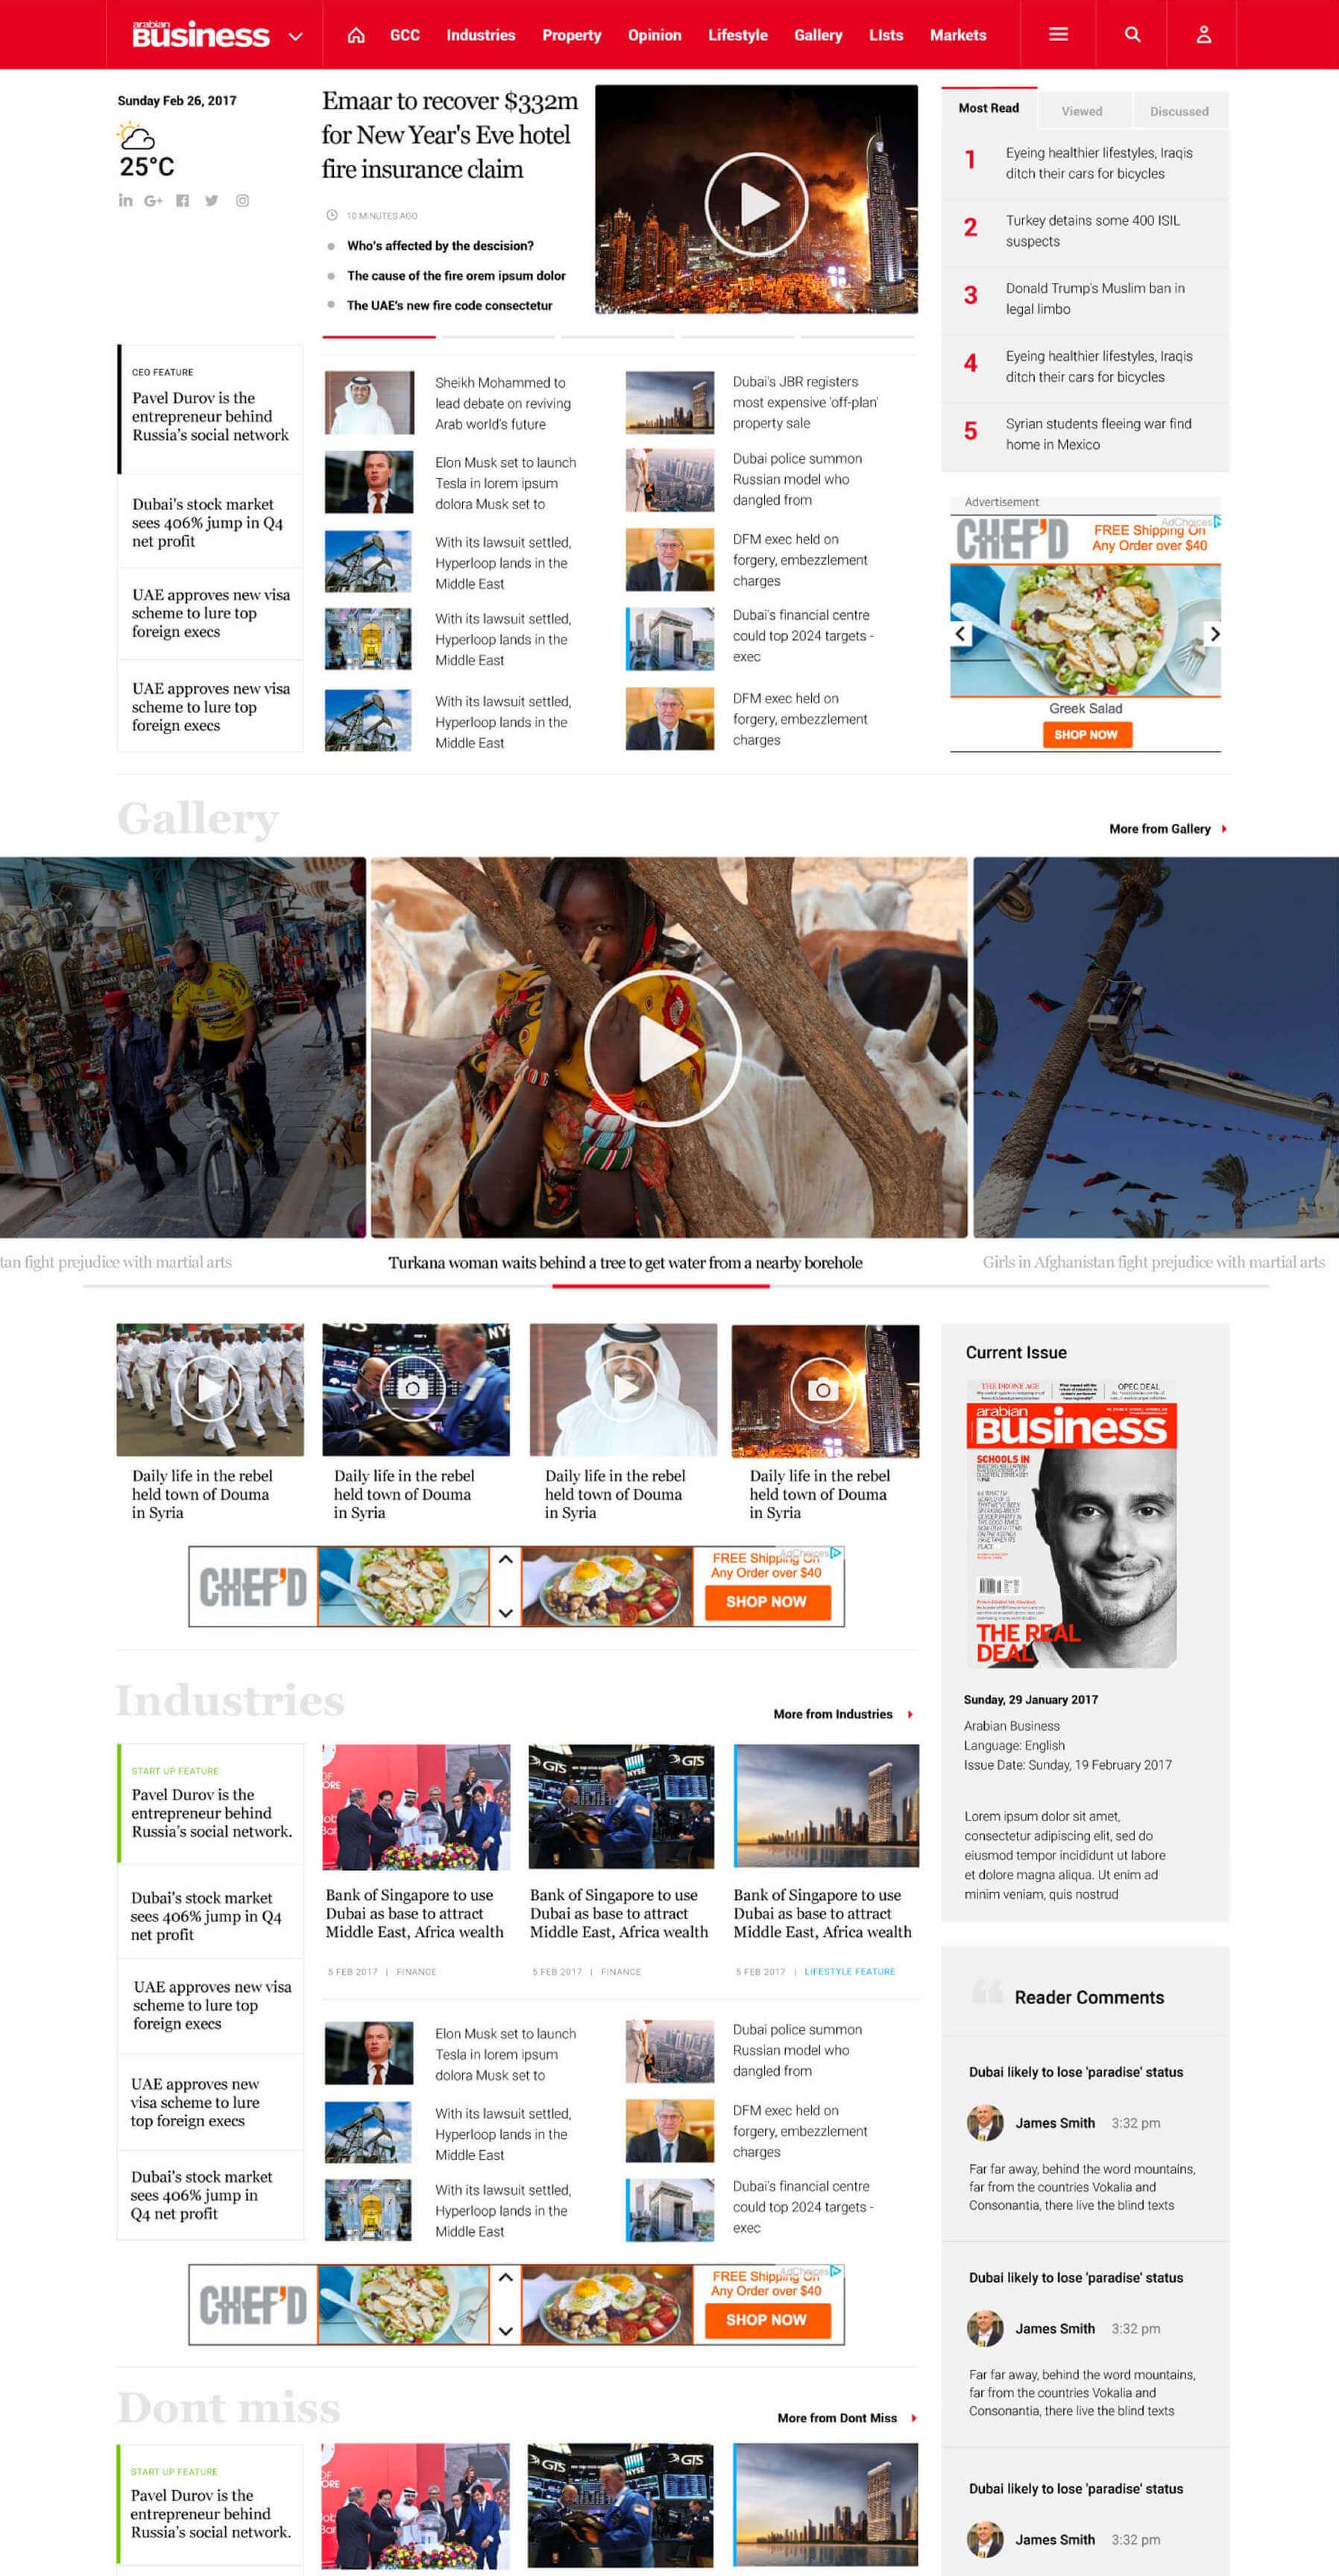 arabian
Business
GCC
Industries
Property
Opinion
Lifestyle
Gallery
LIsts
Markets
Sunday Feb 26, 2017
25°C
in G+
Emaar to recover $332m
for New Year's Eve hotel
fire insurance claim
10 MINUTES AGO
Who's affected by the descision?
The cause of the fire orem ipsum dolor
The UAE's new fire code consectetur
Most Read
Viewed
Discussed
1
Eyeing healthier lifestyles, Iraqis
ditch their cars for bicycles
2
Turkey detains some 400 ISIL
suspects
3
Donald Trump's Muslim ban in
legal limbo
4
Eyeing healthier lifestyles, Iraqis
ditch their cars for bicycles
5
Syrian students fleeing war find
home in Mexico
CEO FEATURE
Pavel Durov is the
entrepreneur behind
Russia's social network
Dubai's stock market
sees 406% jump in Q4
net profit
UAE approves new visa
scheme to lure top
foreign execs
UAE approves new visa
scheme to lure top
foreign execs
Sheikh Mohammed to
lead debate on reviving
Arab world's future
Elon Musk set to launch
Tesla in lorem ipsum
dolora Musk set to
With its lawsuit settled,
Hyperloop lands in the
Middle East
With its lawsuit settled,
Hyperloop lands in the
Middle East
With its lawsuit settled,
Hyperloop lands in the
Middle East
Dubai's JBR registers
most expensive 'off-plan'
property sale
Dubai police summon
Russian model who
dangled from
DFM exec held on
forgery, embezzlement
charges
Dubai's financial centre
could top 2024 targets -
exec
DFM exec held on
forgery, embezzlement
charges
Advertisement
CHEF'D
AdChoices
FREE Shipping On
Any Order over $40
Greek Salad
SHOP NOW
Gallery
More from Gallery
tan fight prejudice with martial arts
Turkana woman waits behind a tree to get water from a nearby borehole
Girls in Afghanistan fight prejudice with martial arts
NY
Daily life in the rebel
held town of Douma
in Syria
Daily life in the rebel
held town of Douma
in Syria
Daily life in the rebel
held town of Douma
in Syria
Daily life in the rebel
held town of Douma
in Syria
CHEF'D
AdChoices
FREE Shipping On
Any Order over $40
SHOP NOW
Current Issue
THE DRONE AGE
OPEC DEAL
arabian
Business
SCHOOLS IN
THE REAL
DEAL
Sunday, 29 January 2017
Arabian Business
Language: English
Issue Date: Sunday, 19 February 2017
Lorem ipsum dolor sit amet,
consectetur adipiscing elit, sed do
eiusmod tempor incididunt ut labore
et dolore magna aliqua. Ut enim ad
minim veniam, quis nostrud
Industries
More from Industries
START UP FEATURE
Pavel Durov is the
entrepreneur behind
Russia's social network.
Dubai's stock market
sees 406% jump in Q4
net profit
UAE approves new visa
scheme to lure top
foreign execs
UAE approves new
visa scheme to lure
top foreign execs
Dubai's stock market
sees 406% jump in
Q4 net profit
OF
ORE
GTS
NYSE
GTS
Bank of Singapore to use
Dubai as base to attract
Middle East, Africa wealth
5 FEB 2017 | FINANCE
Bank of Singapore to use
Dubai as base to attract
Middle East, Africa wealth
5 FEB 2017 | FINANCE
Bank of Singapore to use
Dubai as base to attract
Middle East, Africa wealth
5 FEB 2017 | LIFESTYLE FEATURE
Elon Musk set to launch
Tesla in lorem ipsum
dolora Musk set to
With its lawsuit settled,
Hyperloop lands in the
Middle East
With its lawsuit settled,
Hyperloop lands in the
Middle East
Dubai police summon
Russian model who
dangled from
DFM exec held on
forgery, embezzlement
charges
Dubai's financial centre
could top 2024 targets -
exec
CHEF'D
AdChoices
FREE Shipping On
Any Order over $40
SHOP NOW
Reader Comments
Dubai likely to lose 'paradise' status
James Smith 3:32 pm
Far far away, behind the word mountains,
far from the countries Vokalia and
Consonantia, there live the blind texts
Dubai likely to lose 'paradise' status
James Smith 3:32 pm
Far far away, behind the word mountains,
far from the countries Vokalia and
Consonantia, there live the blind texts
Dubai likely to lose 'paradise' status
James Smith 3:32 pm
Dont miss
More from Dont Miss
START UP FEATURE
Pavel Durov is the
entrepreneur behind
Russia's social network.
OF
ORE
GTS
NYSE
GTS